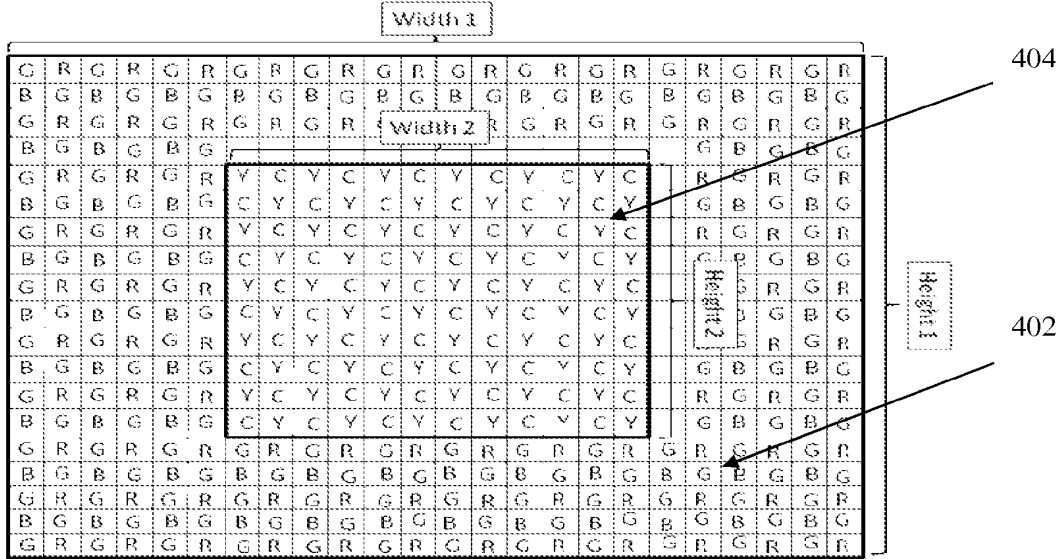 Width 1
G R G R G R G R G R G R G R G R G R G R G R G R
B G B G B G B G B G B G B G B G B G B G B G B G
G R G R G R G R G R Width 2 R G R G R G R G R G R
B G B G B G G B G B G
G R G R G R Y C Y C Y C Y C Y C Y C R G R G R
B G B G B G C Y C Y C Y C Y C Y C Y G B G B G
G R G R G R Y C Y C Y C Y C Y C Y C R G R G R
B G B G B G C Y C Y C Y C Y C Y C Y G B G B G
G R G R G R Y C Y C Y C Y C Y C Y C G R G R
B G B G B G C Y C Y C Y C Y C Y C Y B G B G
G R G R G R Y C Y C Y C Y C Y C Y C G R G R
B G B G B G C Y C Y C Y C Y C Y C Y G B G B G
G R G R G R Y C Y C Y C Y C Y C Y C R G R G R
B G B G B G C Y C Y C Y C Y C Y C Y G B G B G
G R G R G R G R G R G R G R G R G R G R G R G R
B G B G B G B G B G B G B G B G B G B G B G B G
G R G R G R G R G R G R G R G R G R G R G R G R
B G B G B G B G B G B G B G B G B G B G B G B G
G R G R G R G R G R G R G R G R G R G R G R G R
Height 2
Height 1
404
402